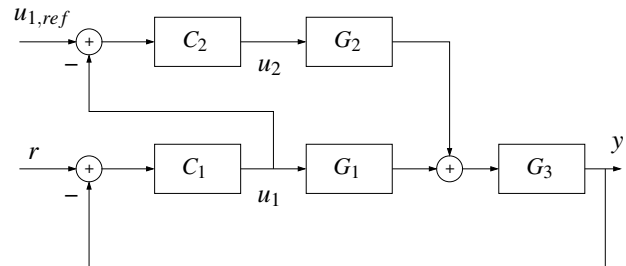 u1,ref
+
C2
G2
−
u2
r
+
C1
G1
+
G3
y
−
u1